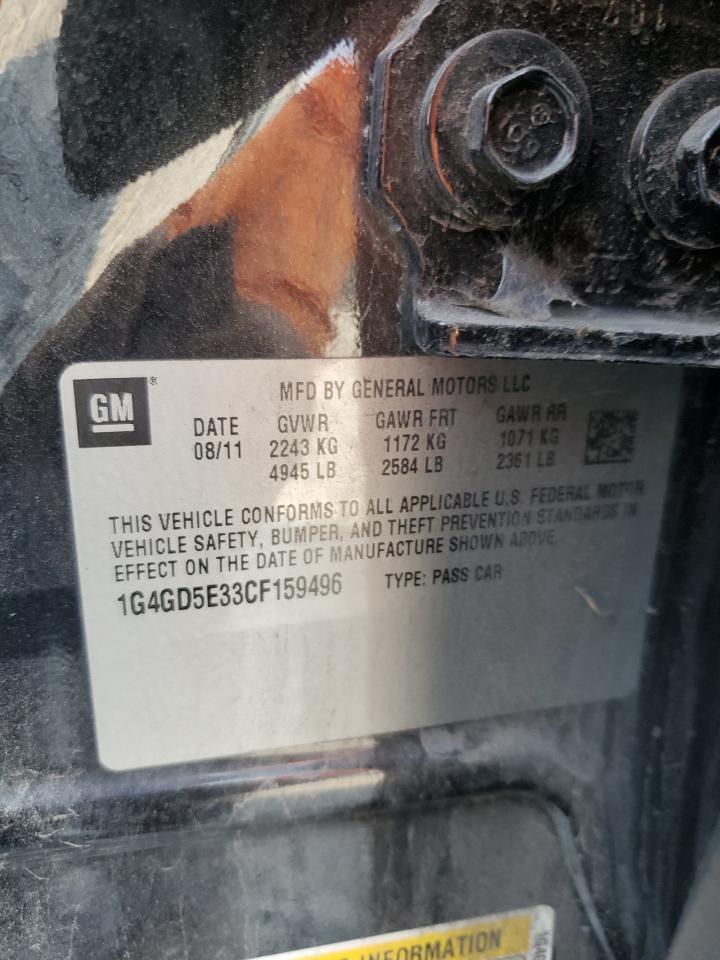 GM ®
MFD BY GENERAL MOTORS LLC
DATE GVWR GAWR FRT GAWR RR
08/11 2243 KG 1172 KG 1071 KG
4945 LB 2584 LB 2361 LB
THIS VEHICLE CONFORMS TO ALL APPLICABLE U.S. FEDERAL MOTOR
VEHICLE SAFETY, BUMPER, AND THEFT PREVENTION STANDARDS IN
EFFECT ON THE DATE OF MANUFACTURE SHOWN ABOVE.
1G4GD5E33CF159496 TYPE: PASS CAR
INFORMATION